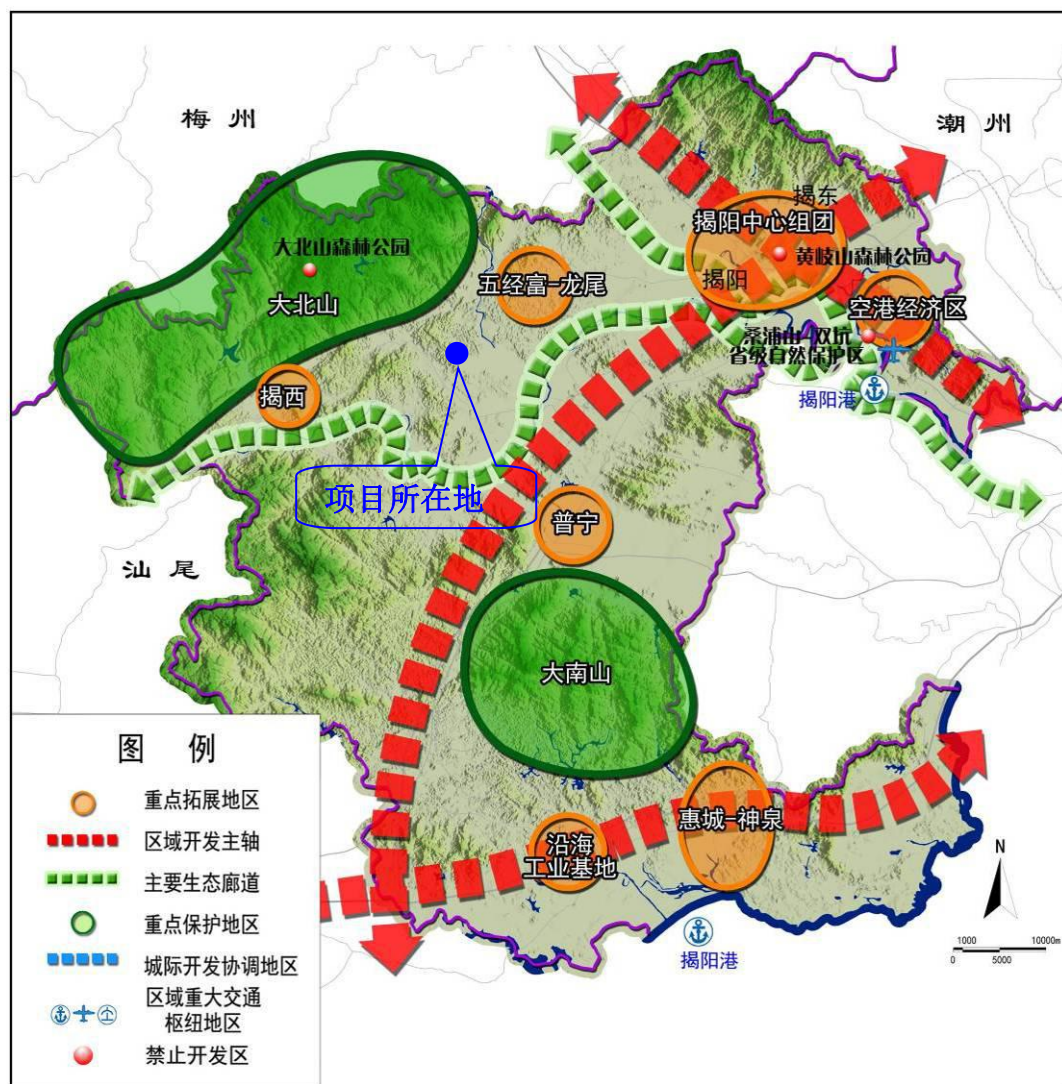 梅州
潮州
揭东
揭阳中心组团
黄岐山森林公园
揭阳
大北山森林公园
大北山
五经富-龙尾
空港经济区
桑浦山-双坑
省级自然保护区
揭阳港
揭西
项目所在地
普宁
汕尾
大南山
惠城-神泉
沿海
工业基地
揭阳港
N
1000 10000m
0 5000
图 例
重点拓展地区
区域开发主轴
主要生态廊道
重点保护地区
城际开发协调地区
区域重大交通
枢纽地区
禁止开发区